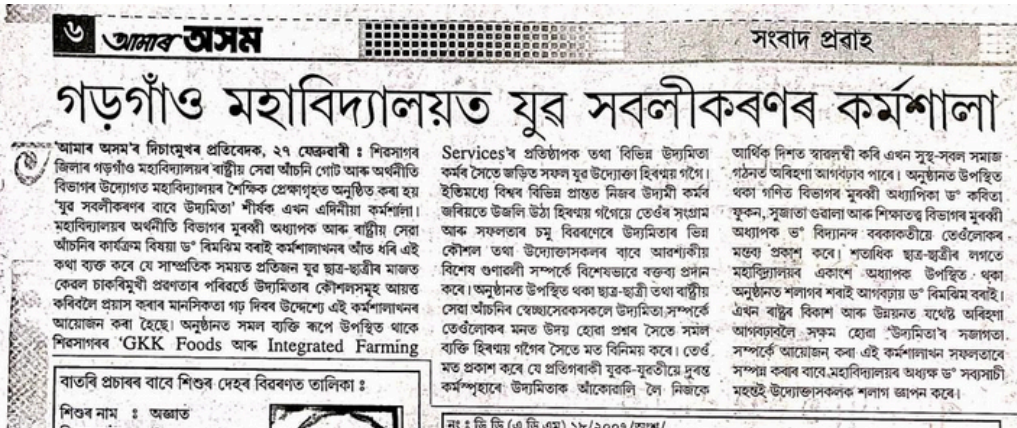 ৬ আমাৰ অসম
সংবাদ প্ৰবাহ
গড়গাঁও মহাবিদ্যালয়ত যুৱ সবলীকৰণৰ কৰ্মশালা
'আমাৰ অসম'ৰ দিচাংমুখৰ প্ৰতিবেদক, ২৭ ফেব্ৰুৱাৰী : শিৱসাগৰ
জিলাৰ গড়গাঁও মহাবিদ্যালয়ৰ ৰাষ্ট্ৰীয় সেৱা আঁচনি গোট আৰু অৰ্থনীতি
বিভাগৰ উদ্যোগত মহাবিদ্যালয়ৰ শৈক্ষিক প্ৰেক্ষাগৃহত অনুষ্ঠিত কৰা হয়
'যুৱ সবলীকৰণৰ বাবে উদ্যমিতা' শীৰ্ষক এখন এদিনীয়া কৰ্মশালা।
মহাবিদ্যালয়ৰ অৰ্থনীতি বিভাগৰ মুৰব্বী অধ্যাপক আৰু ৰাষ্ট্ৰীয় সেৱা
আঁচনিৰ কাৰ্যক্ৰম বিষয়া ড° ৰিমঝিম বৰাই কৰ্মশালাখনৰ আঁত ধৰি এই
কথা ব্যক্ত কৰে যে সাম্প্ৰতিক সময়ত প্ৰতিজন যুৱ ছাত্ৰ-ছাত্ৰীৰ মাজত
কেৱল চাকৰিমুখী প্ৰৱণতাৰ পৰিৱৰ্তে উদ্যমিতাৰ কৌশলসমূহ আয়ত্ত
কৰিবলৈ প্ৰয়াস কৰাৰ মানসিকতা গঢ় দিবৰ উদ্দেশ্যে এই কৰ্মশালাখনৰ
আয়োজন কৰা হৈছে। অনুষ্ঠানত সমল ব্যক্তি ৰূপে উপস্থিত থাকে
শিৱসাগৰৰ 'GKK Foods আৰু Integrated Farming
Services'ৰ প্ৰতিষ্ঠাপক তথা বিভিন্ন উদ্যমিতা
কৰ্মৰ সৈতে জড়িত সফল যুৱ উদ্যোক্তা হিৰণ্ময় গগৈ।
ইতিমধ্যে বিশ্বৰ বিভিন্ন প্ৰান্তত নিজৰ উদ্যমী কৰ্মৰ
জৰিয়তে উজলি উঠা হিৰণ্ময় গগৈয়ে তেওঁৰ সংগ্ৰাম
আৰু সফলতাৰ চমু বিৱৰণেৰে উদ্যমিতাৰ ভিন্ন
কৌশল তথা উদ্যোক্তাসকলৰ বাবে আৱশ্যকীয়
বিশেষ গুণাৱলী সম্পৰ্কে বিশেষভাৱে বক্তব্য প্ৰদান
কৰে। অনুষ্ঠানত উপস্থিত থকা ছাত্ৰ-ছাত্ৰী তথা ৰাষ্ট্ৰীয়
সেৱা আঁচনিৰ স্বেচ্ছাসেৱকসকলে উদ্যমিতা সম্পৰ্কে
তেওঁলোকৰ মনত উদয় হোৱা প্ৰশ্নৰ সৈতে সমল
ব্যক্তি হিৰণ্ময় গগৈৰ সৈতে মত বিনিময় কৰে। তেওঁ
মত প্ৰকাশ কৰে যে প্ৰতিগৰাকী যুৱক-যুৱতীয়ে দুৰন্ত
কৰ্মস্পৃহাৰে উদ্যমিতাক আঁকোৱালি লৈ নিজকে
আৰ্থিক দিশত স্বাৱলম্বী কৰি এখন সুস্থ-সবল সমাজ
গঠনত অৰিহণা আগবঢ়াব পাৰে। অনুষ্ঠানত উপস্থিত
থকা গণিত বিভাগৰ মুৰব্বী অধ্যাপিকা ড° কবিতা
ফুকন, সুজাতা গুৱালা আৰু শিক্ষাতত্ত্ব বিভাগৰ মুৰব্বী
অধ্যাপক ড° বিদ্যানন্দ বৰকাকতীয়ে তেওঁলোকৰ
মন্তব্য প্ৰকাশ কৰে। শতাধিক ছাত্ৰ-ছাত্ৰীৰ লগতে
মহাবিদ্যালয়ৰ একাংশ অধ্যাপক উপস্থিত থকা
অনুষ্ঠানত শলাগৰ শৰাই আগবঢ়ায় ড° ৰিমঝিম বৰাই।
এখন ৰাষ্ট্ৰৰ বিকাশ আৰু উন্নয়নত যথেষ্ট অৰিহণা
আগবঢ়াবলৈ সক্ষম হোৱা 'উদ্যমিতা'ৰ সজাগতা
সম্পৰ্কে আয়োজন কৰা এই কৰ্মশালাখন সফলতাৰে
সম্পন্ন কৰাৰ বাবে মহাবিদ্যালয়ৰ অধ্যক্ষ ড° সব্যসাচী
মহন্তই উদ্যোক্তাসকলক শলাগ জ্ঞাপন কৰে।
বাতৰি প্ৰচাৰৰ বাবে শিশুৰ দেহৰ বিৱৰণত তালিকা :
শিশুৰ নাম : অজ্ঞাত